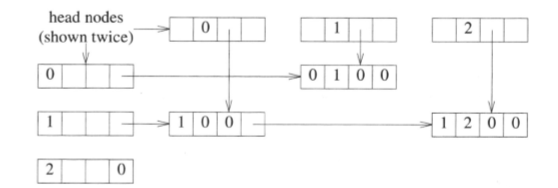 head nodes
(shown twice)
0 1 2
0 0 1 0 0
1 1 0 0 1 2 0 0
2 0